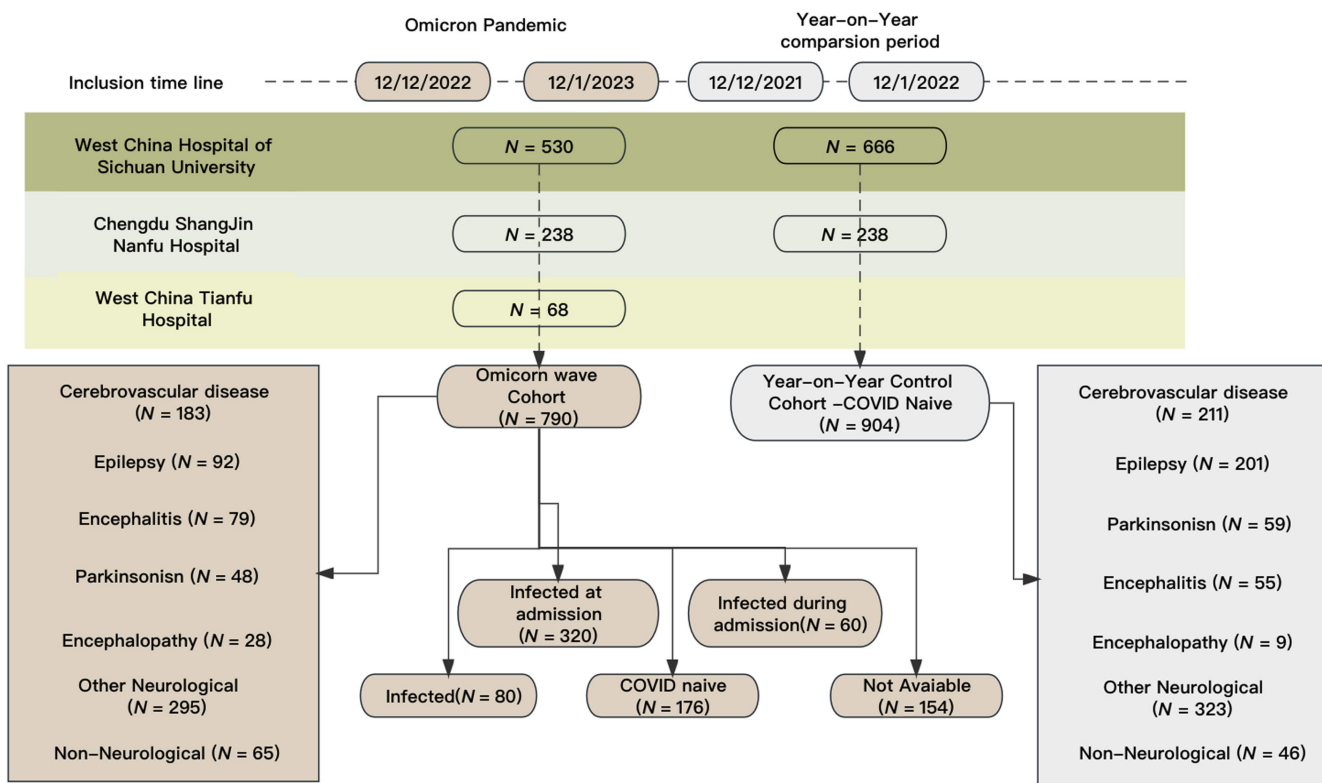 Omicron Pandemic
Year-on-Year
comparsion period
Inclusion time line
12/12/2022
12/1/2023
12/12/2021
12/1/2022
West China Hospital of
Sichuan University
N = 530
N = 666
Chengdu ShangJin
Nanfu Hospital
N = 238
N = 238
West China Tianfu
Hospital
N = 68
Omicorn wave
Cohort
(N = 790)
Year-on-Year Control
Cohort -COVID Naive
(N = 904)
Cerebrovascular disease
(N = 183)
Epilepsy (N = 92)
Encephalitis (N = 79)
Parkinsonisn (N = 48)
Encephalopathy (N = 28)
Other Neurological
(N = 295)
Non-Neurological (N = 65)
Infected at
admission
(N = 320)
Infected during
admission(N = 60)
Infected(N = 80)
COVID naive
(N = 176)
Not Avaiable
(N = 154)
Cerebrovascular disease
(N = 211)
Epilepsy (N = 201)
Parkinsonisn (N = 59)
Encephalitis (N = 55)
Encephalopathy (N = 9)
Other Neurological
(N = 323)
Non-Neurological (N = 46)